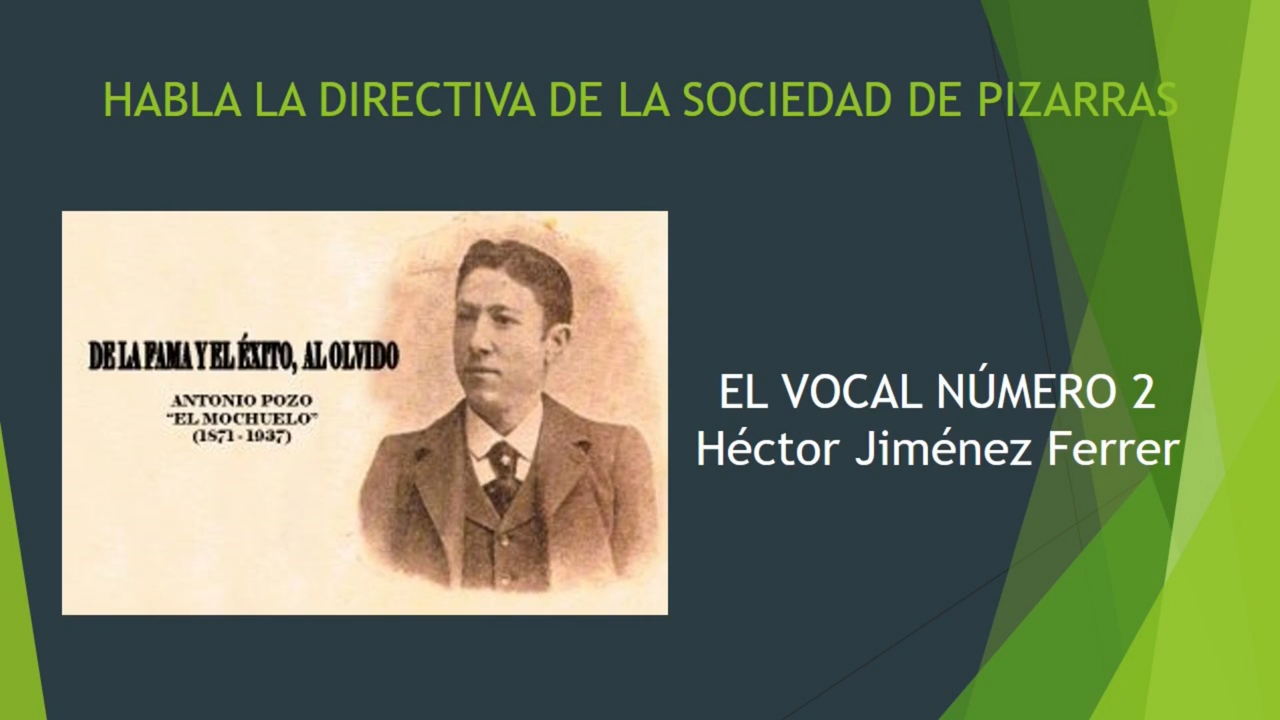 HABLA LA DIRECTIVA DE LA SOCIEDAD DE PIZARRAS
DE LA FAMA Y EL ÉXITO, AL OLVIDO
ANTONIO POZO
"EL MOCHUELO"
(1871 - 1937)
EL VOCAL NÚMERO 2
Héctor Jiménez Ferrer